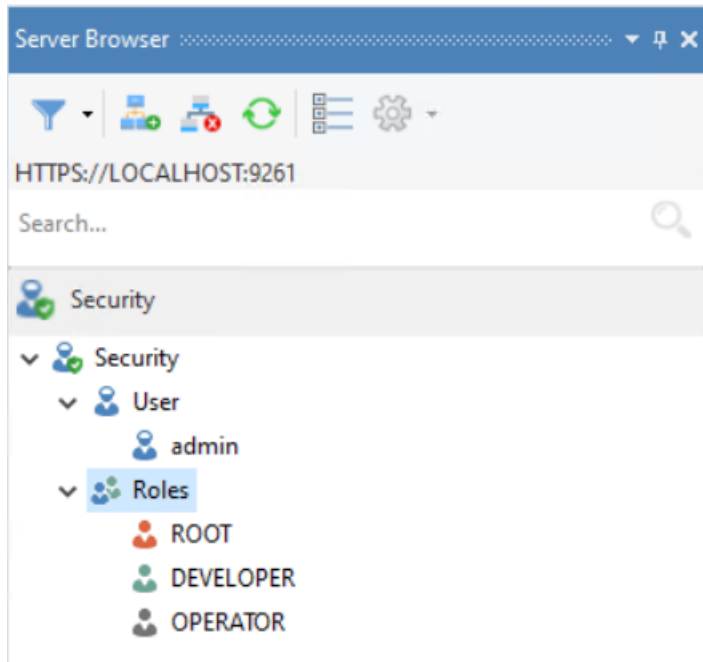 Server Browser
HTTPS://LOCALHOST:9261
Search...
Security
Security
User
admin
Roles
ROOT
DEVELOPER
OPERATOR